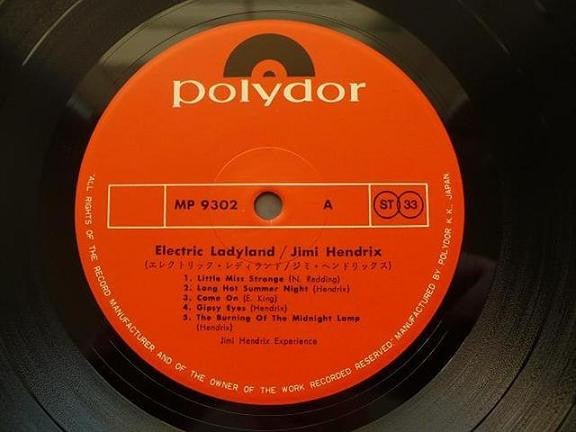 polydor
MP 9302 A ST 33
Electric Ladyland / Jimi Hendrix
(エレクトリック・レディランド/ジミ・ヘンドリックス)
1. Little Miss Strange (N. Redding)
2. Long Hot Summer Night (Hendrix)
3. Come On (E. King)
4. Gipsy Eyes (Hendrix)
5. The Burning Of The Midnight Lamp
(Hendrix)
Jimi Hendrix Experience
"ALL RIGHTS OF THE RECORD MANUFACTURER AND OF THE OWNER OF THE WORK RECORDED RESERVED" MANUFACTURED BY POLYDOR K.K., JAPAN.